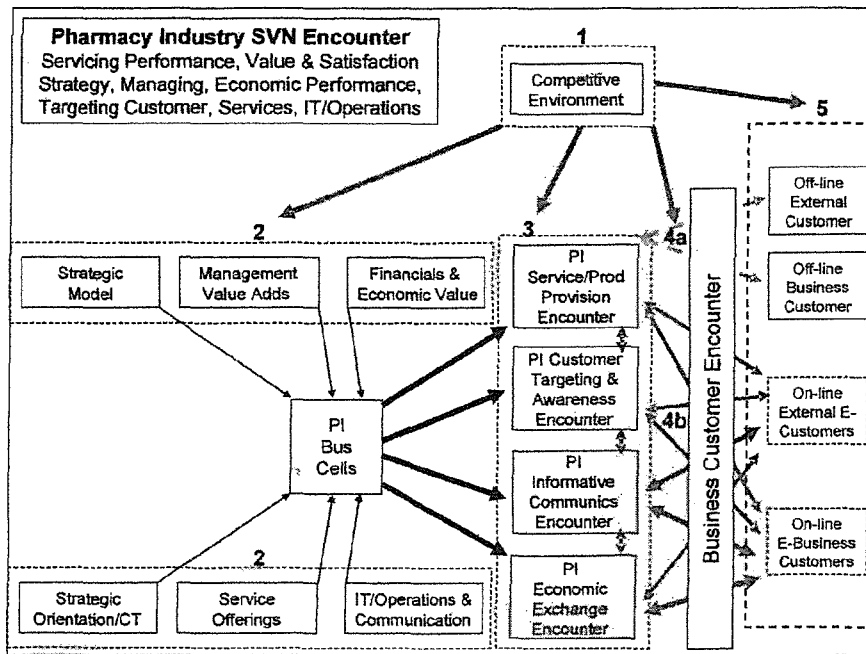 Pharmacy Industry SVN Encounter
Servicing Performance, Value & Satisfaction
Strategy, Managing, Economic Performance,
Targeting Customer, Services, IT/Operations
1
Competitive
Environment
5
Off-line
External
Customer
Off-line
Business
Customer
On-line
External E-
Customers
On-line
E-Business
Customers
2
Strategic
Model
Management
Value Adds
Financials &
Economic Value
3
4a
PI
Service/Prod
Provision
Encounter
PI Customer
Targeting &
Awareness
Encounter
4b
PI
Informative
Communics
Encounter
PI
Economic
Exchange
Encounter
Business Customer Encounter
PI
Bus
Cells
2
Strategic
Orientation/CT
Service
Offerings
IT/Operations &
Communication